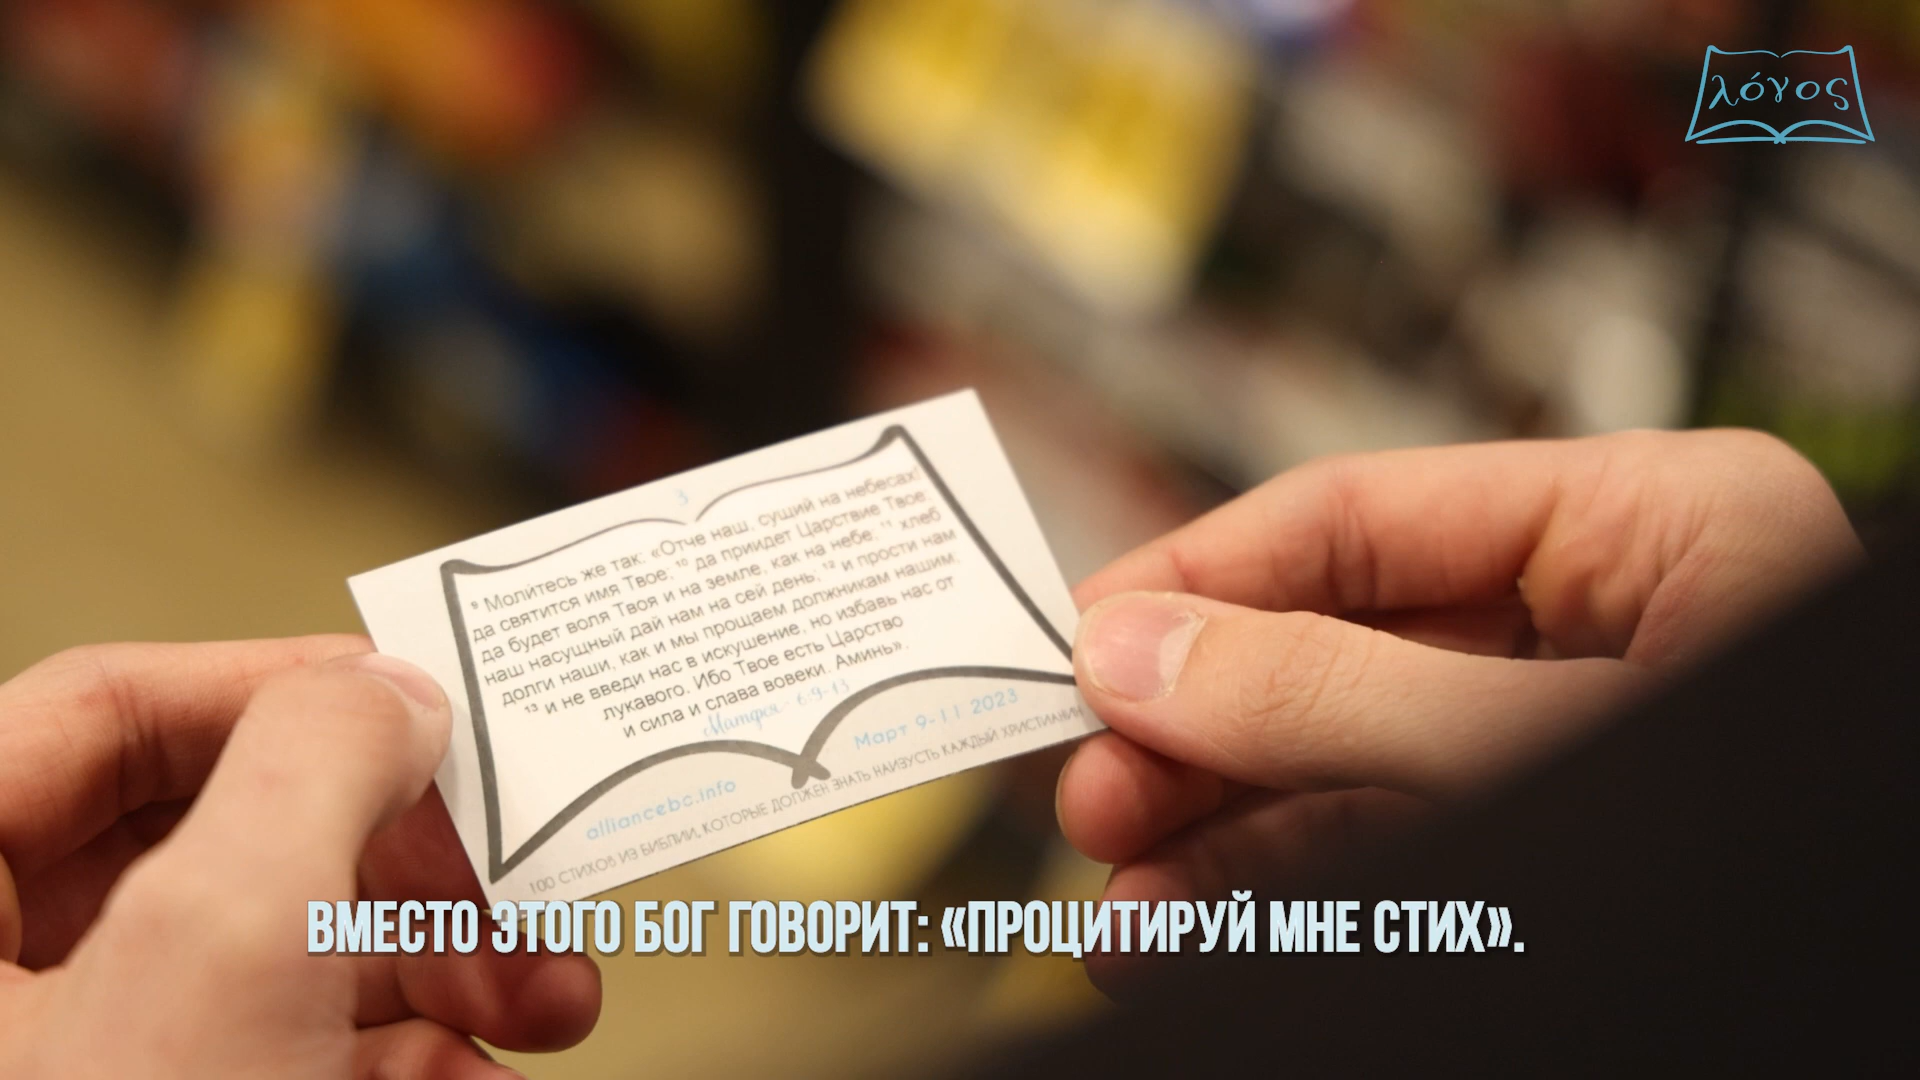 λόγος
3
⁹ Молитесь же так: «Отче наш, сущий на небесах!
да святится имя Твое; ¹⁰ да приидет Царствие Твое;
да будет воля Твоя и на земле, как на небе; ¹¹ хлеб
наш насущный дай нам на сей день; ¹² и прости нам
долги наши, как и мы прощаем должникам нашим;
¹³ и не введи нас в искушение, но избавь нас от
лукавого. Ибо Твое есть Царство
и сила и слава вовеки. Аминь».
Матфея 6:9-13
Март 9-11 2023
alliancebc.info
100 СТИХОВ ИЗ БИБЛИИ, КОТОРЫЕ ДОЛЖЕН ЗНАТЬ НАИЗУСТЬ КАЖДЫЙ ХРИСТИАНИН
ВМЕСТО ЭТОГО БОГ ГОВОРИТ: «ПРОЦИТИРУЙ МНЕ СТИХ».